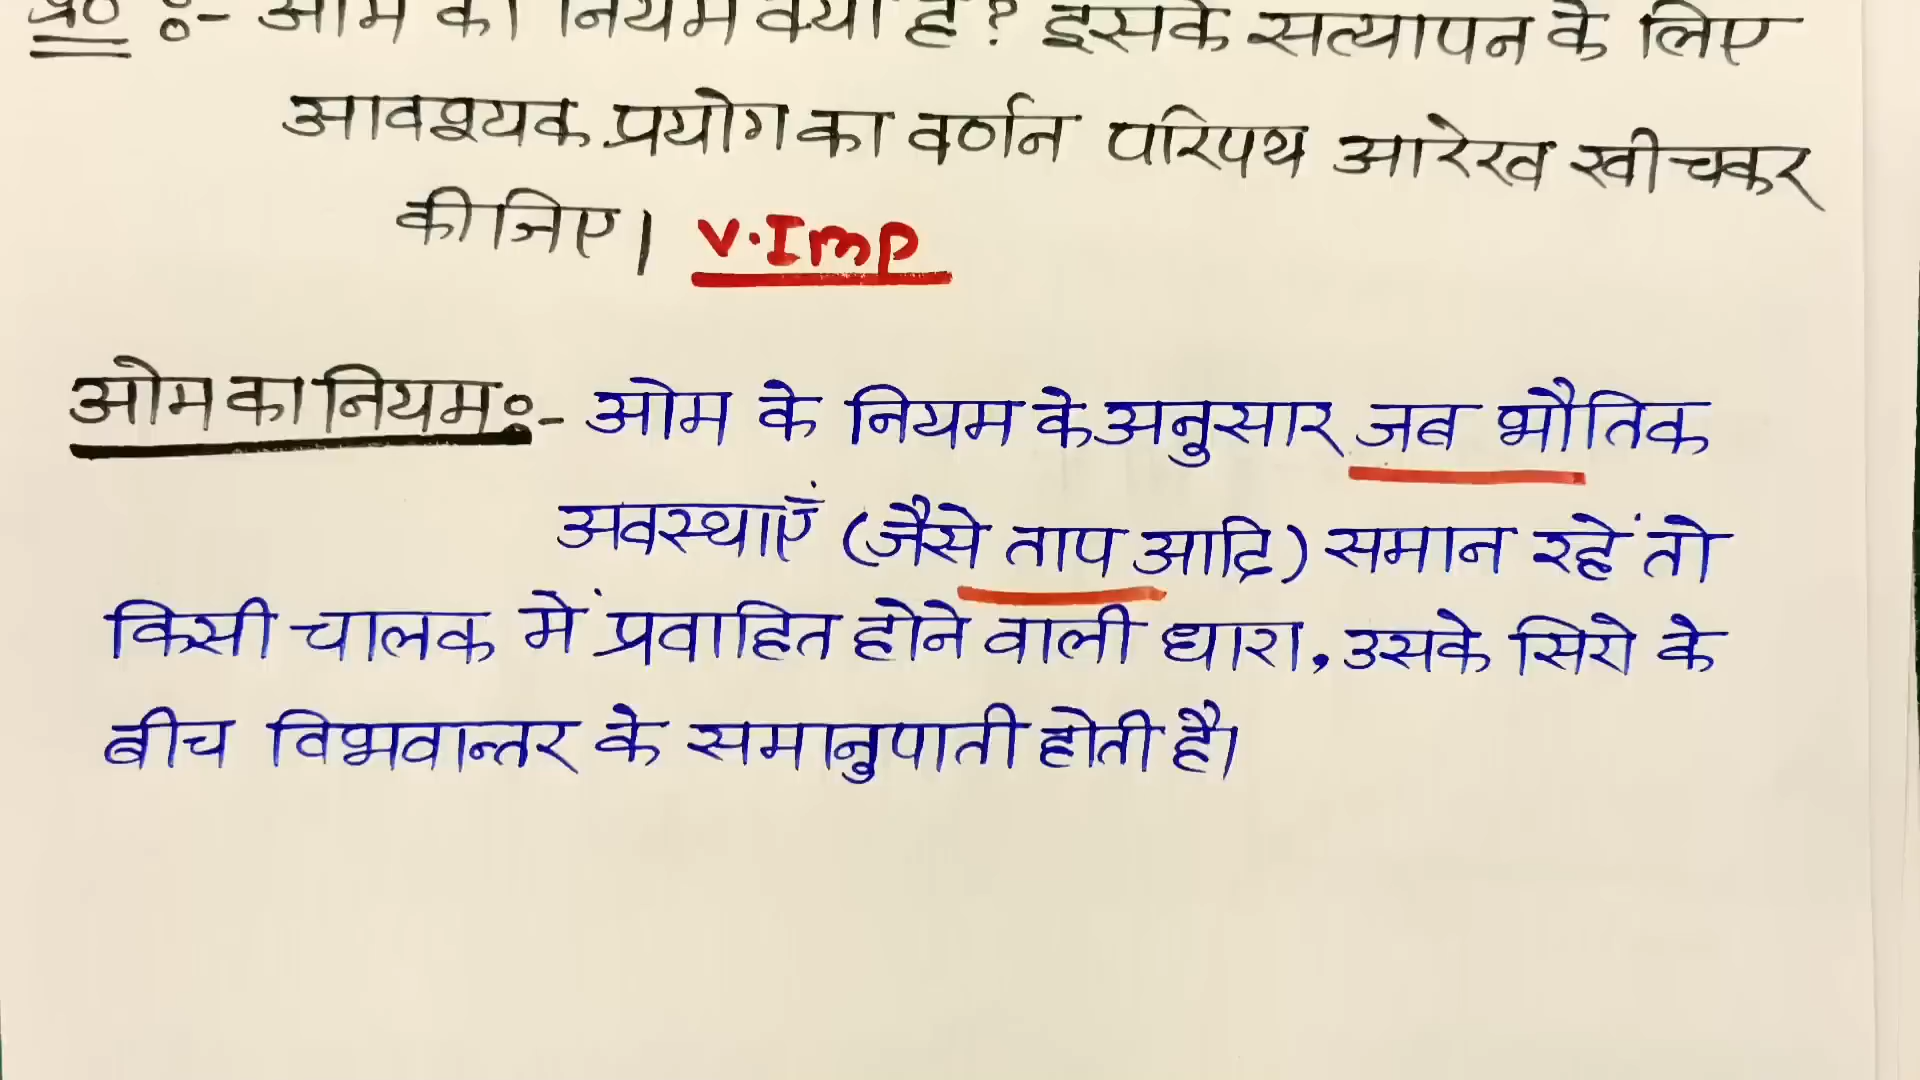 प्र० :- ओम का नियम क्या है? इसके सत्यापन के लिए
आवश्यक प्रयोग का वर्णन परिपथ आरेख खीचकर
कीजिए। V.Imp
ओम का नियम:- ओम के नियम के अनुसार जब भौतिक
अवस्थाएं (जैसे ताप आदि) समान रहें तो
किसी चालक में प्रवाहित होने वाली धारा, उसके सिरो के
बीच विभवान्तर के समानुपाती होती है।